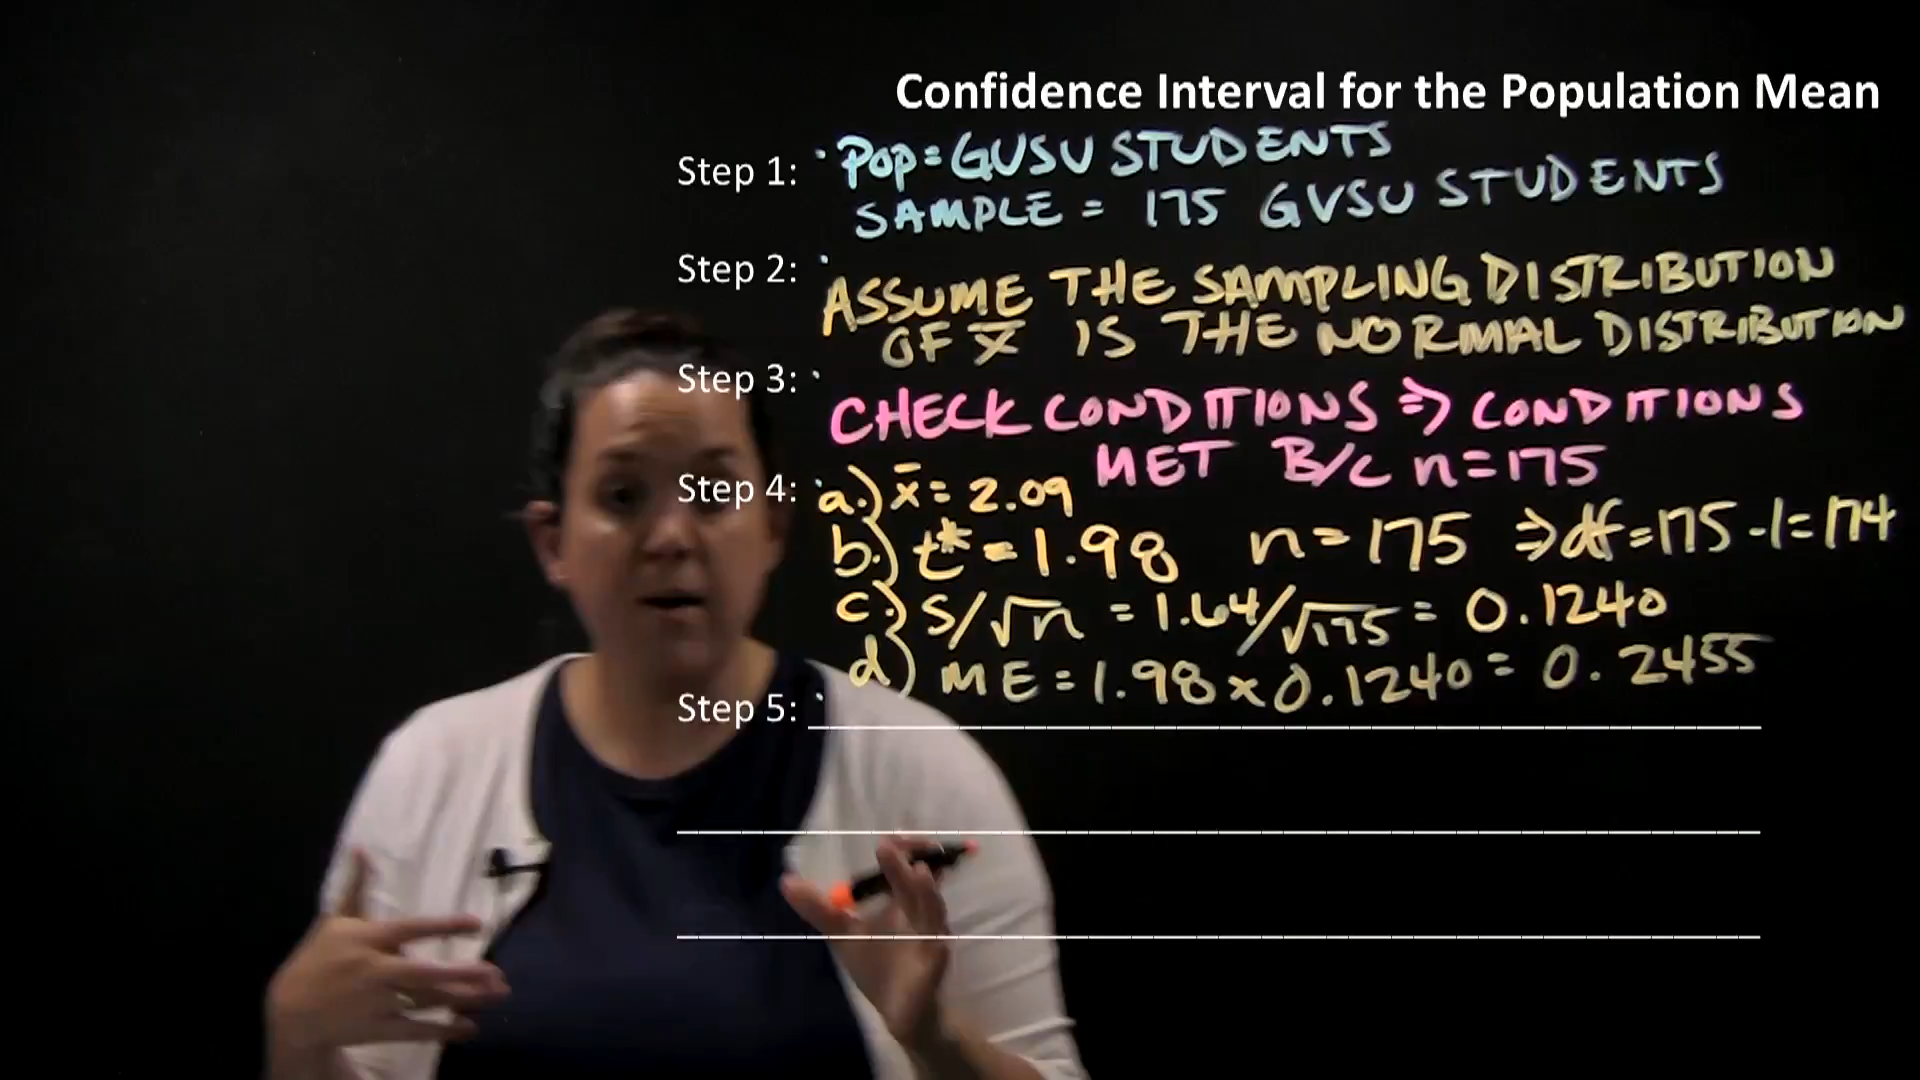 Confidence Interval for the Population Mean
Step 1: · POP = GVSU STUDENTS
SAMPLE = 175 GVSU STUDENTS
Step 2: ·
ASSUME THE SAMPLING DISTRIBUTION
OF x̄ IS THE NORMAL DISTRIBUTION
Step 3: ·
CHECK CONDITIONS => CONDITIONS
MET B/C n=175
Step 4: · a.) x̄ = 2.09
b.) t* = 1.98 n = 175 => df = 175 - 1 = 174
c.) S/√n = 1.64/√175 = 0.1240
d.) ME = 1.98 x 0.1240 = 0.2455
Step 5: ·